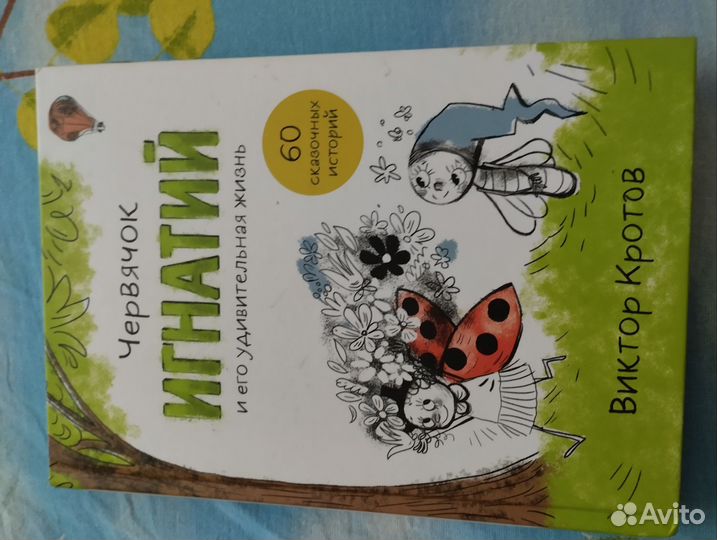 Червячок
ИГНАТИЙ
и его удивительная жизнь
60
сказочных
историй
Виктор Кротов
Avito